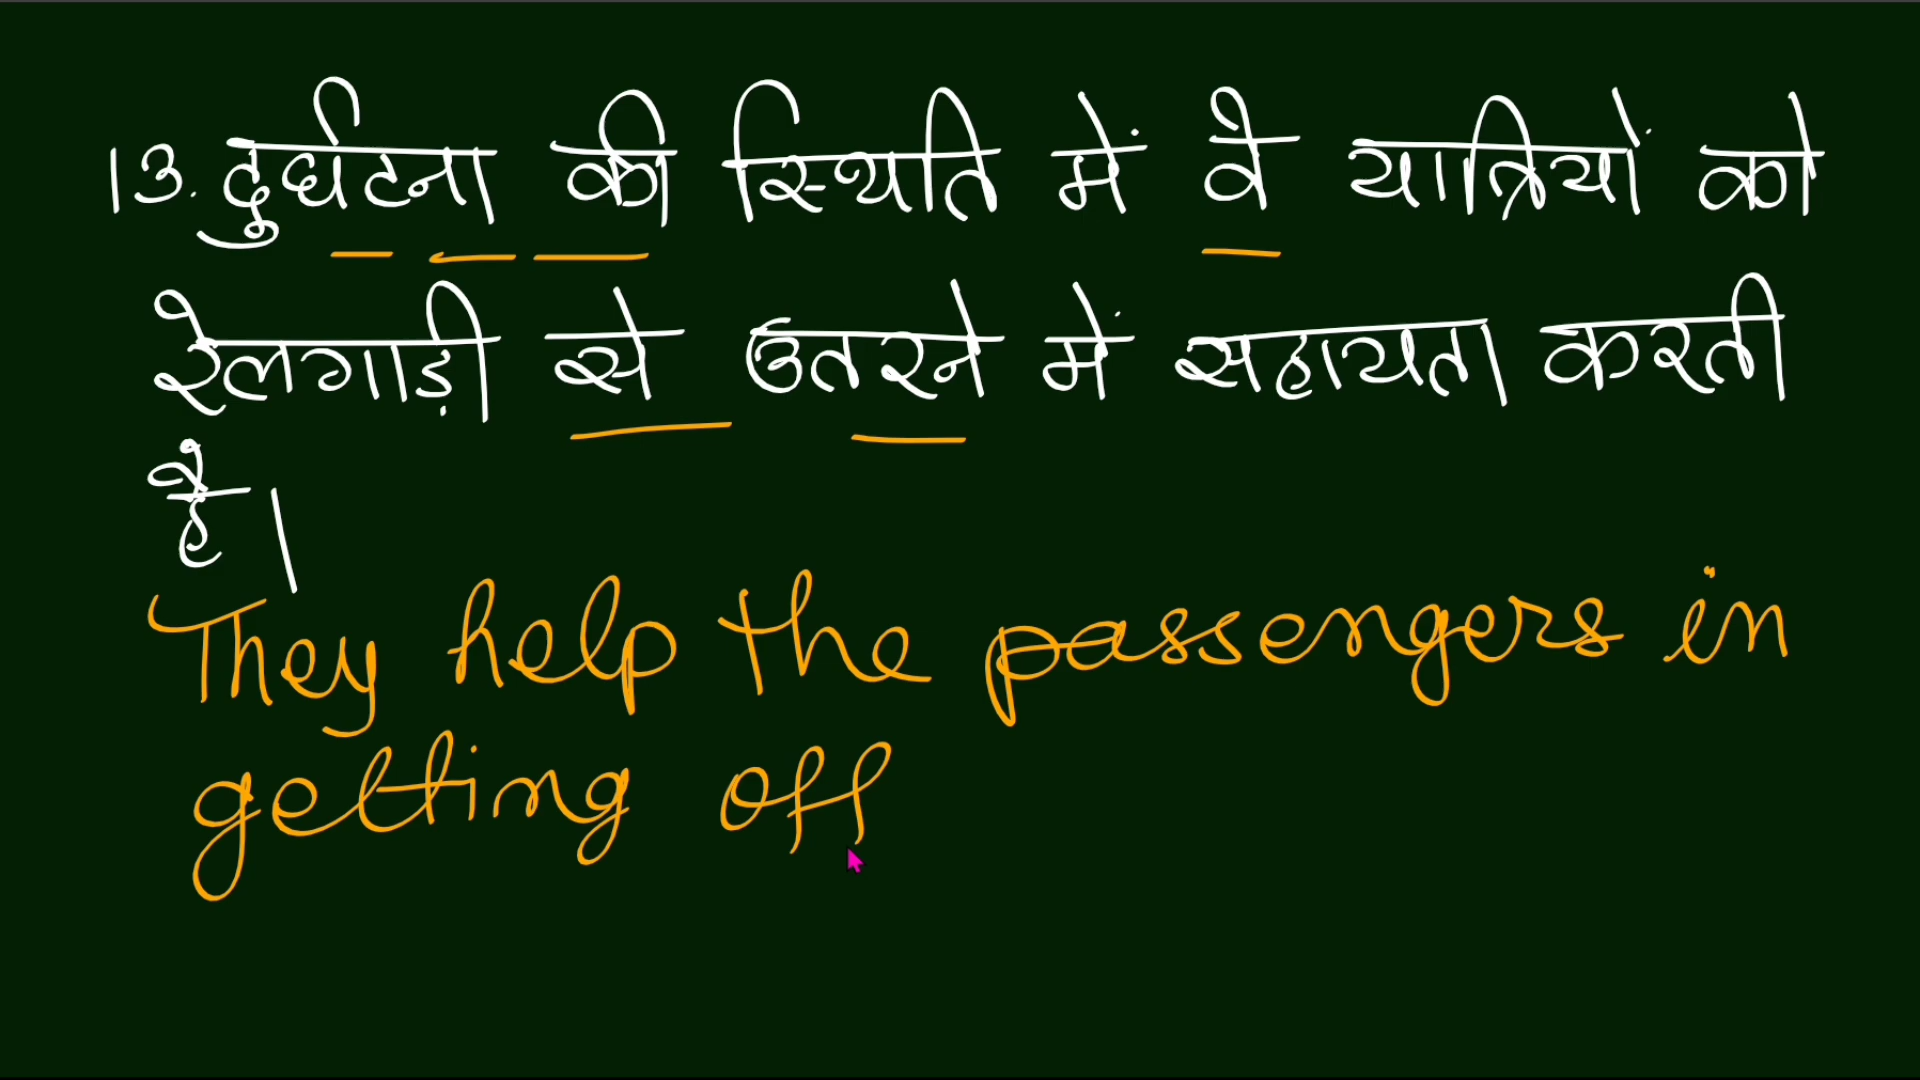 13. दुर्घटना की स्थिति में वे यात्रियों को
रेलगाड़ी से उतरने में सहायता करती
है।
They help the passengers in
getting off